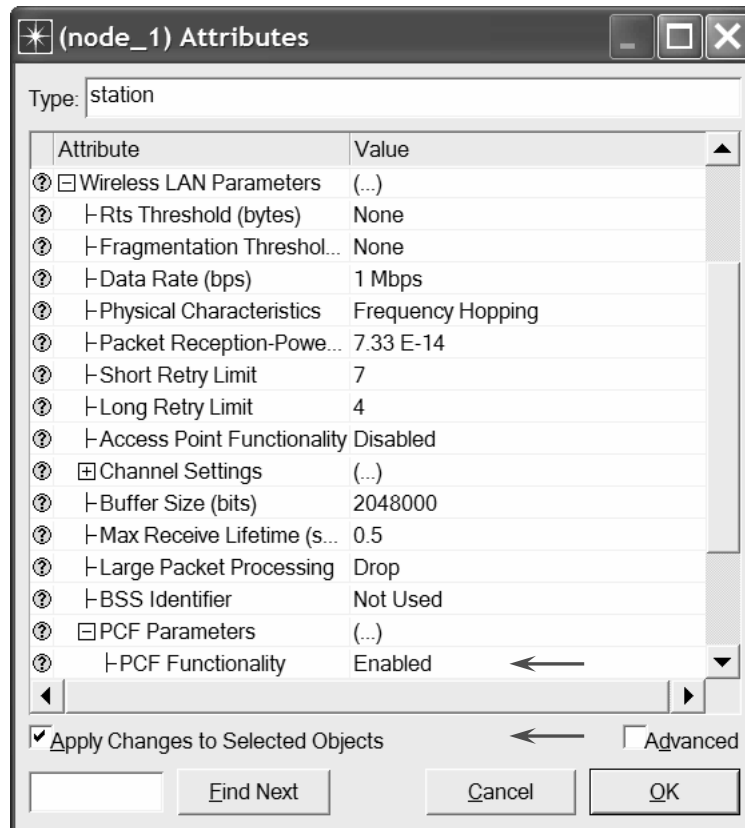 (node_1) Attributes
Type: station
Attribute Value
Wireless LAN Parameters (...)
Rts Threshold (bytes) None
Fragmentation Threshol... None
Data Rate (bps) 1 Mbps
Physical Characteristics Frequency Hopping
Packet Reception-Powe... 7.33 E-14
Short Retry Limit 7
Long Retry Limit 4
Access Point Functionality Disabled
Channel Settings (...)
Buffer Size (bits) 2048000
Max Receive Lifetime (s... 0.5
Large Packet Processing Drop
BSS Identifier Not Used
PCF Parameters (...)
PCF Functionality Enabled
Apply Changes to Selected Objects Advanced
Find Next Cancel OK